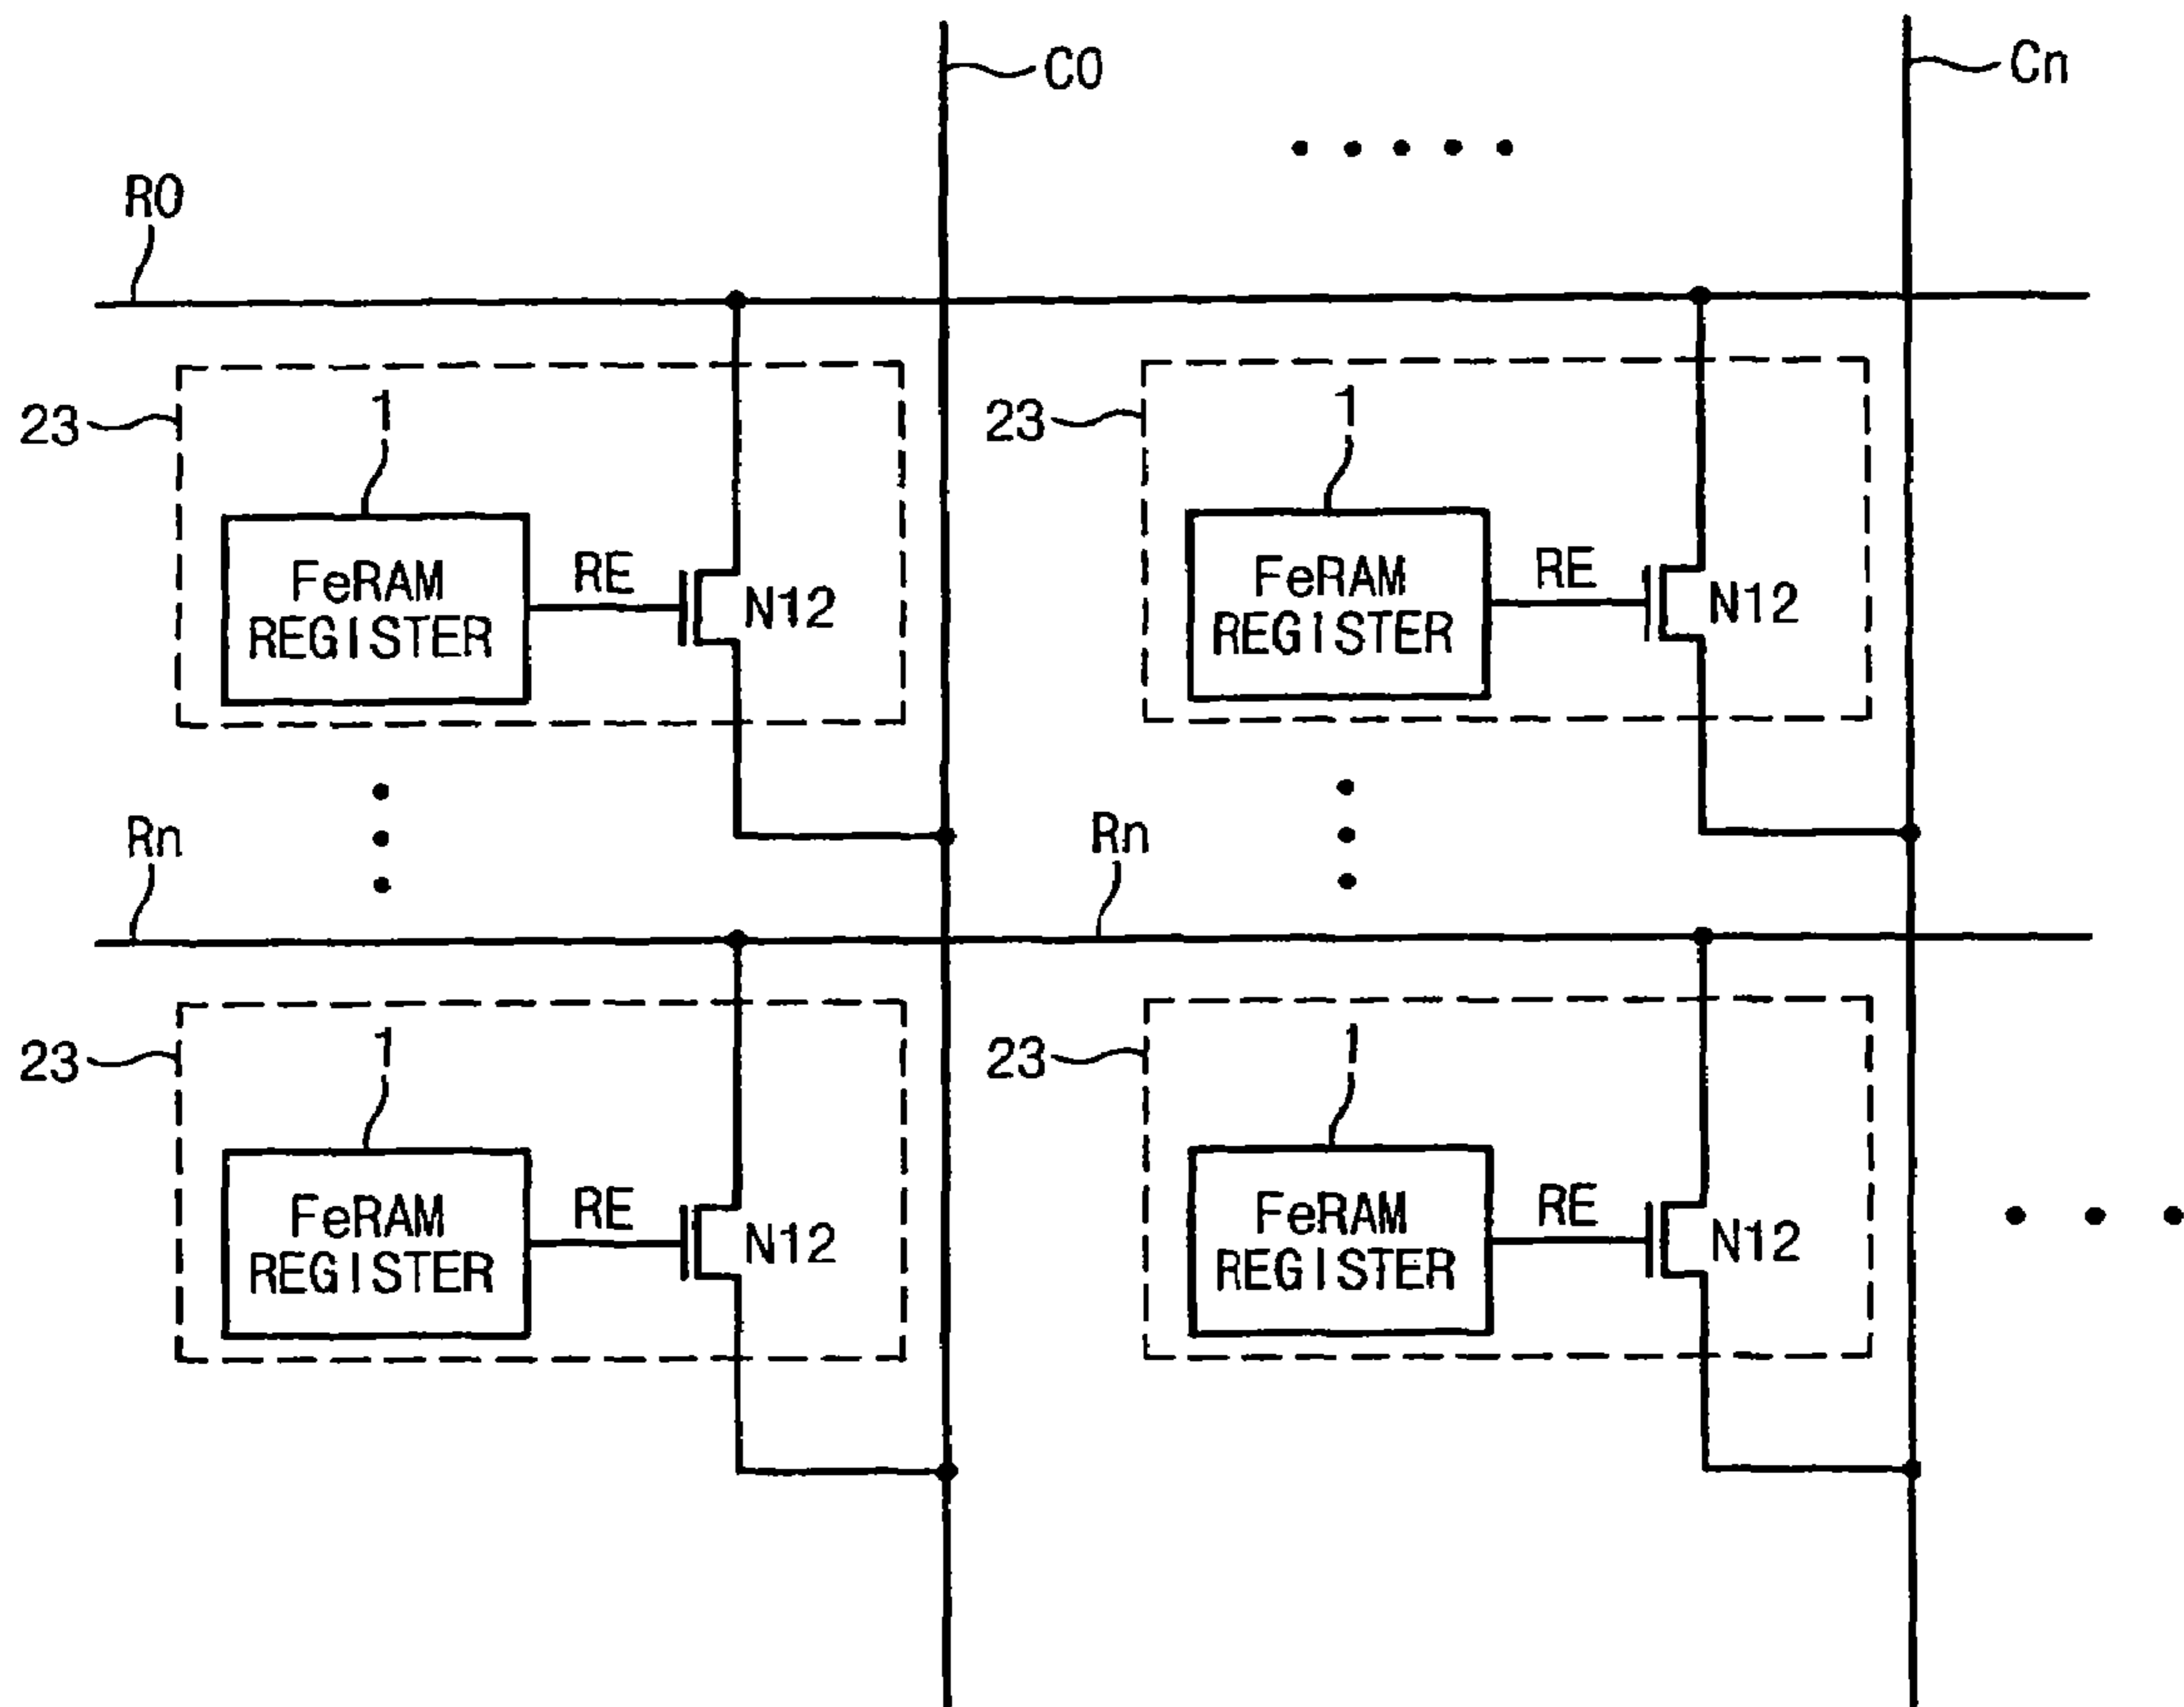 C0
Cn
R0
23
1
23
1
FeRAM
REGISTER
RE
N12
FeRAM
REGISTER
RE
N12
Rn
Rn
23
1
23
1
FeRAM
REGISTER
RE
N12
FeRAM
REGISTER
RE
N12